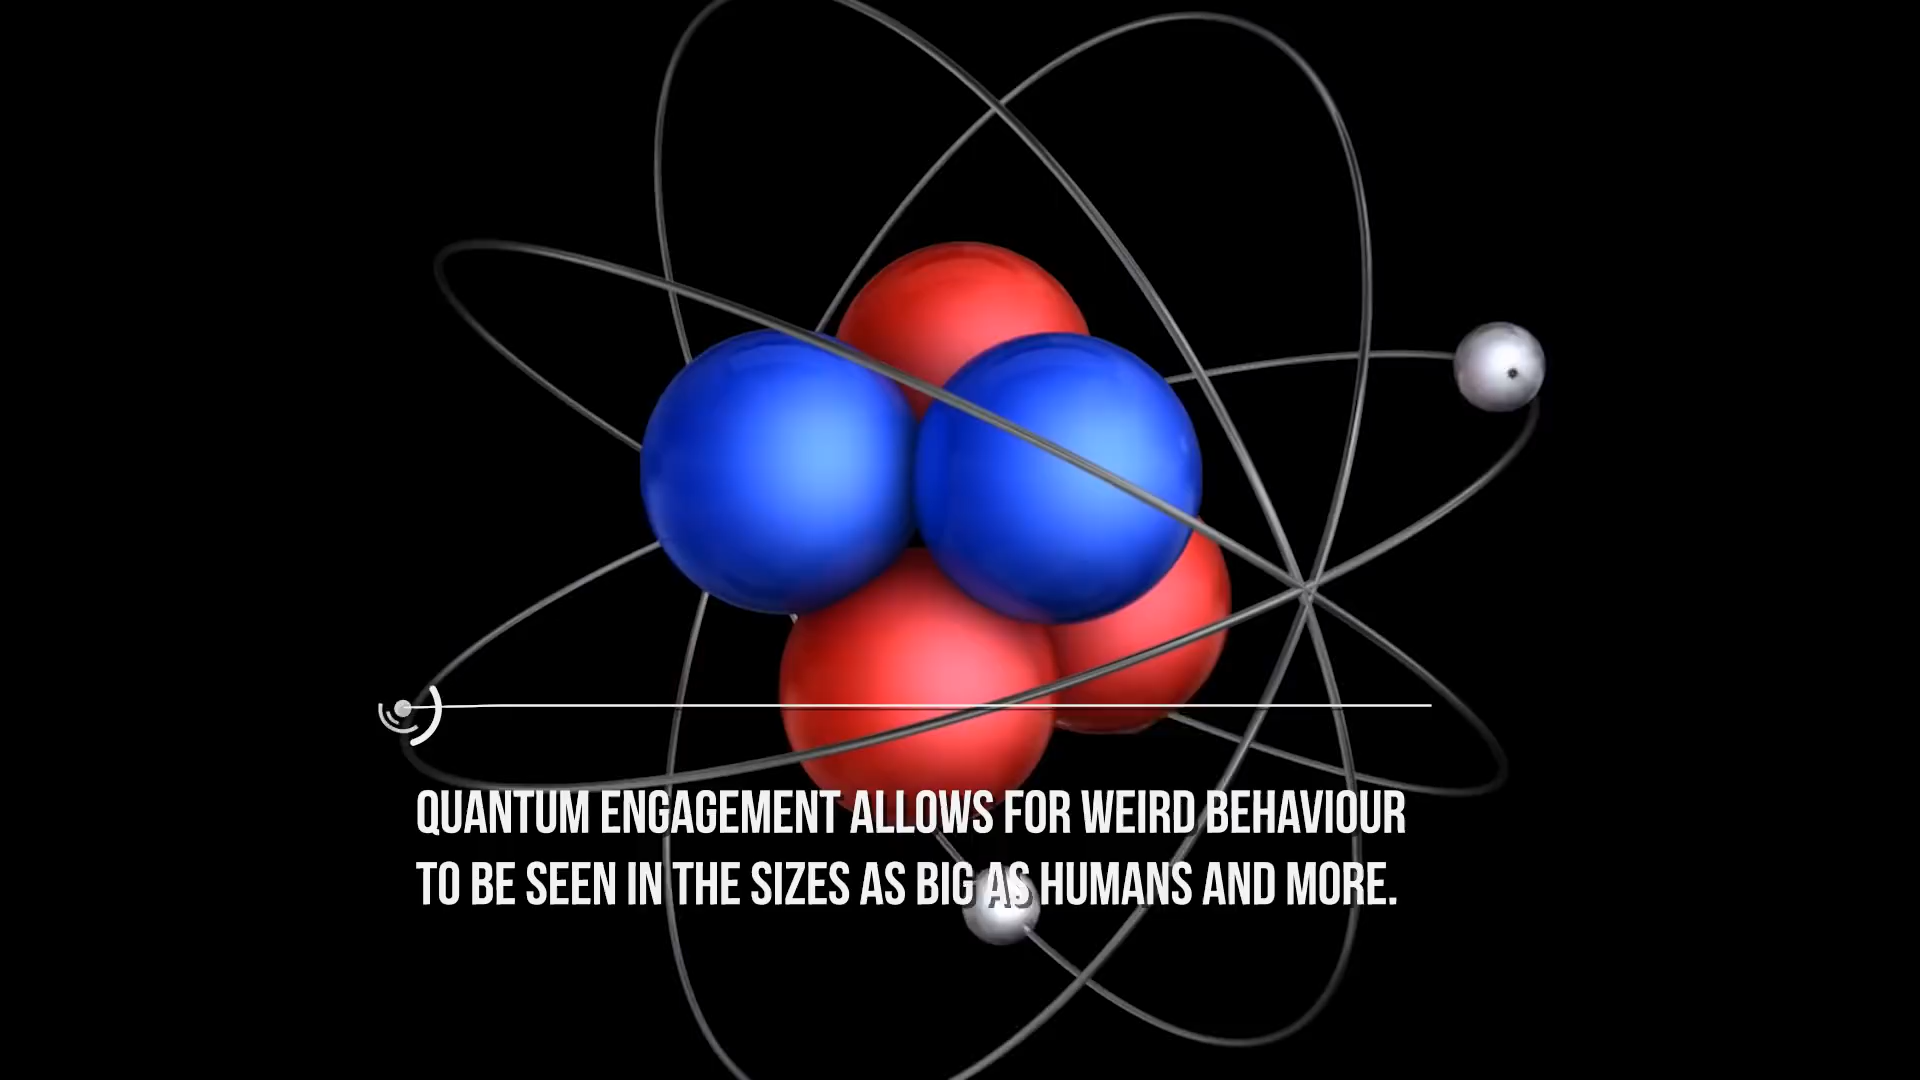 QUANTUM ENGAGEMENT ALLOWS FOR WEIRD BEHAVIOUR
TO BE SEEN IN THE SIZES AS BIG AS HUMANS AND MORE.